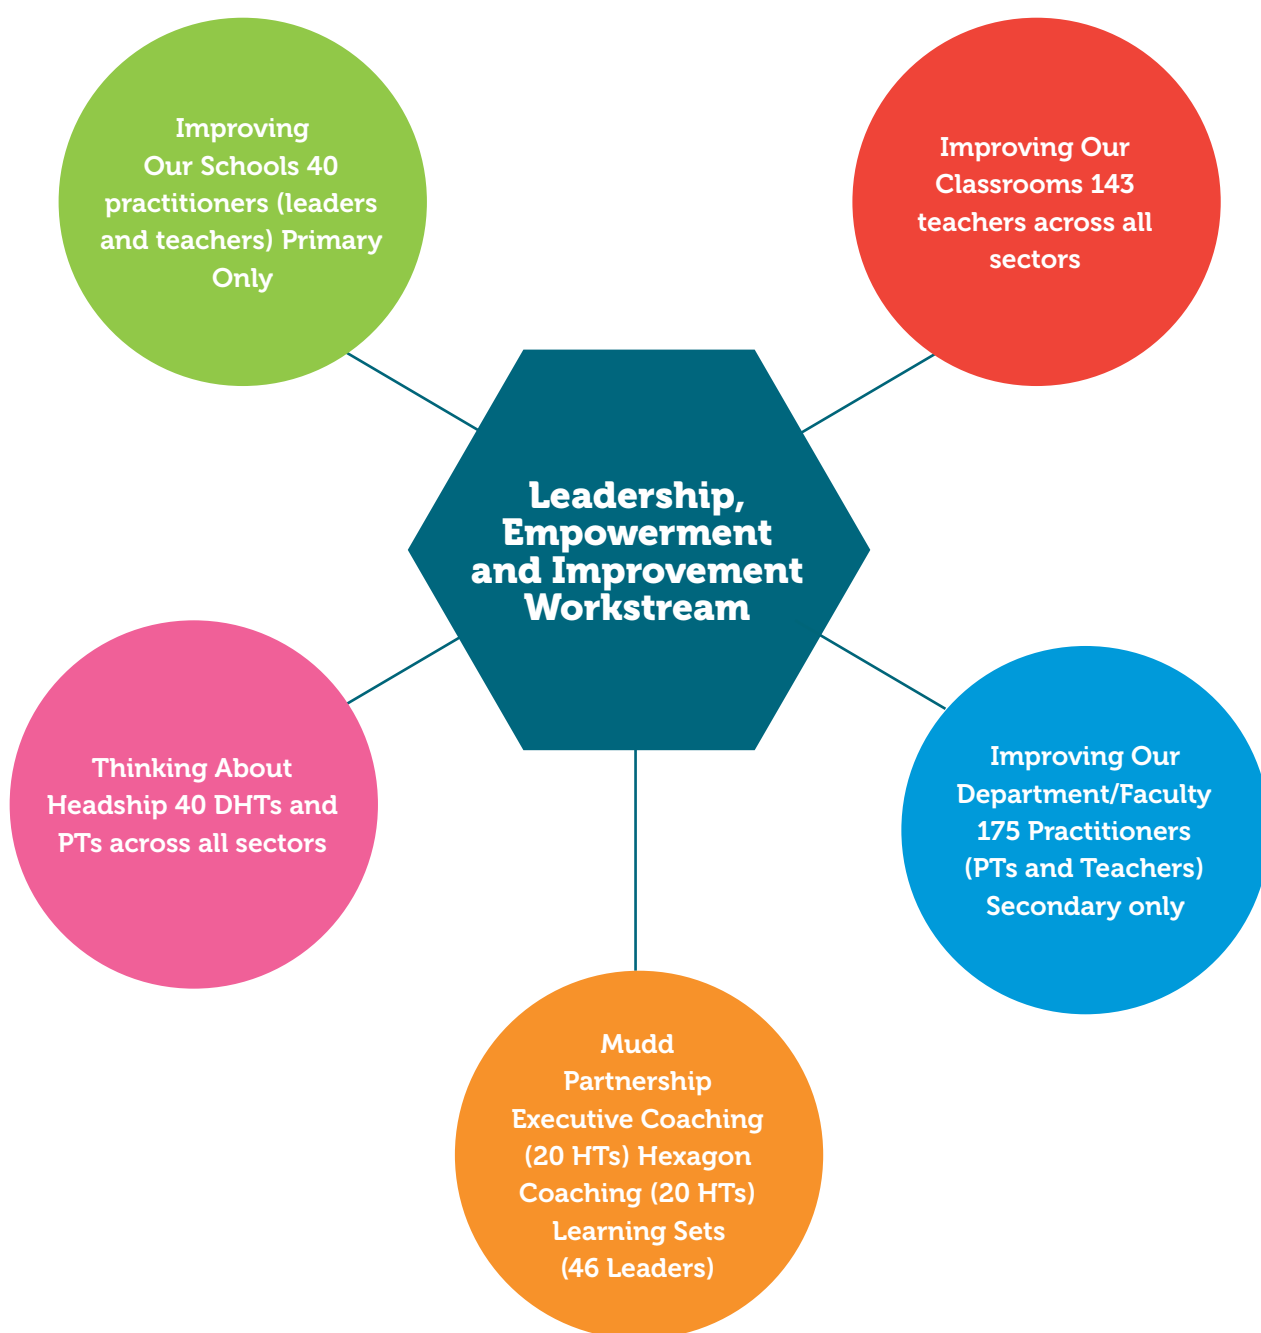 Improving
Our Schools 40
practitioners (leaders
and teachers) Primary
Only
Improving Our
Classrooms 143
teachers across all
sectors
Leadership,
Empowerment
and Improvement
Workstream
Thinking About
Headship 40 DHTs and
PTs across all sectors
Improving Our
Department/Faculty
175 Practitioners
(PTs and Teachers)
Secondary only
Mudd
Partnership
Executive Coaching
(20 HTs) Hexagon
Coaching (20 HTs)
Learning Sets
(46 Leaders)